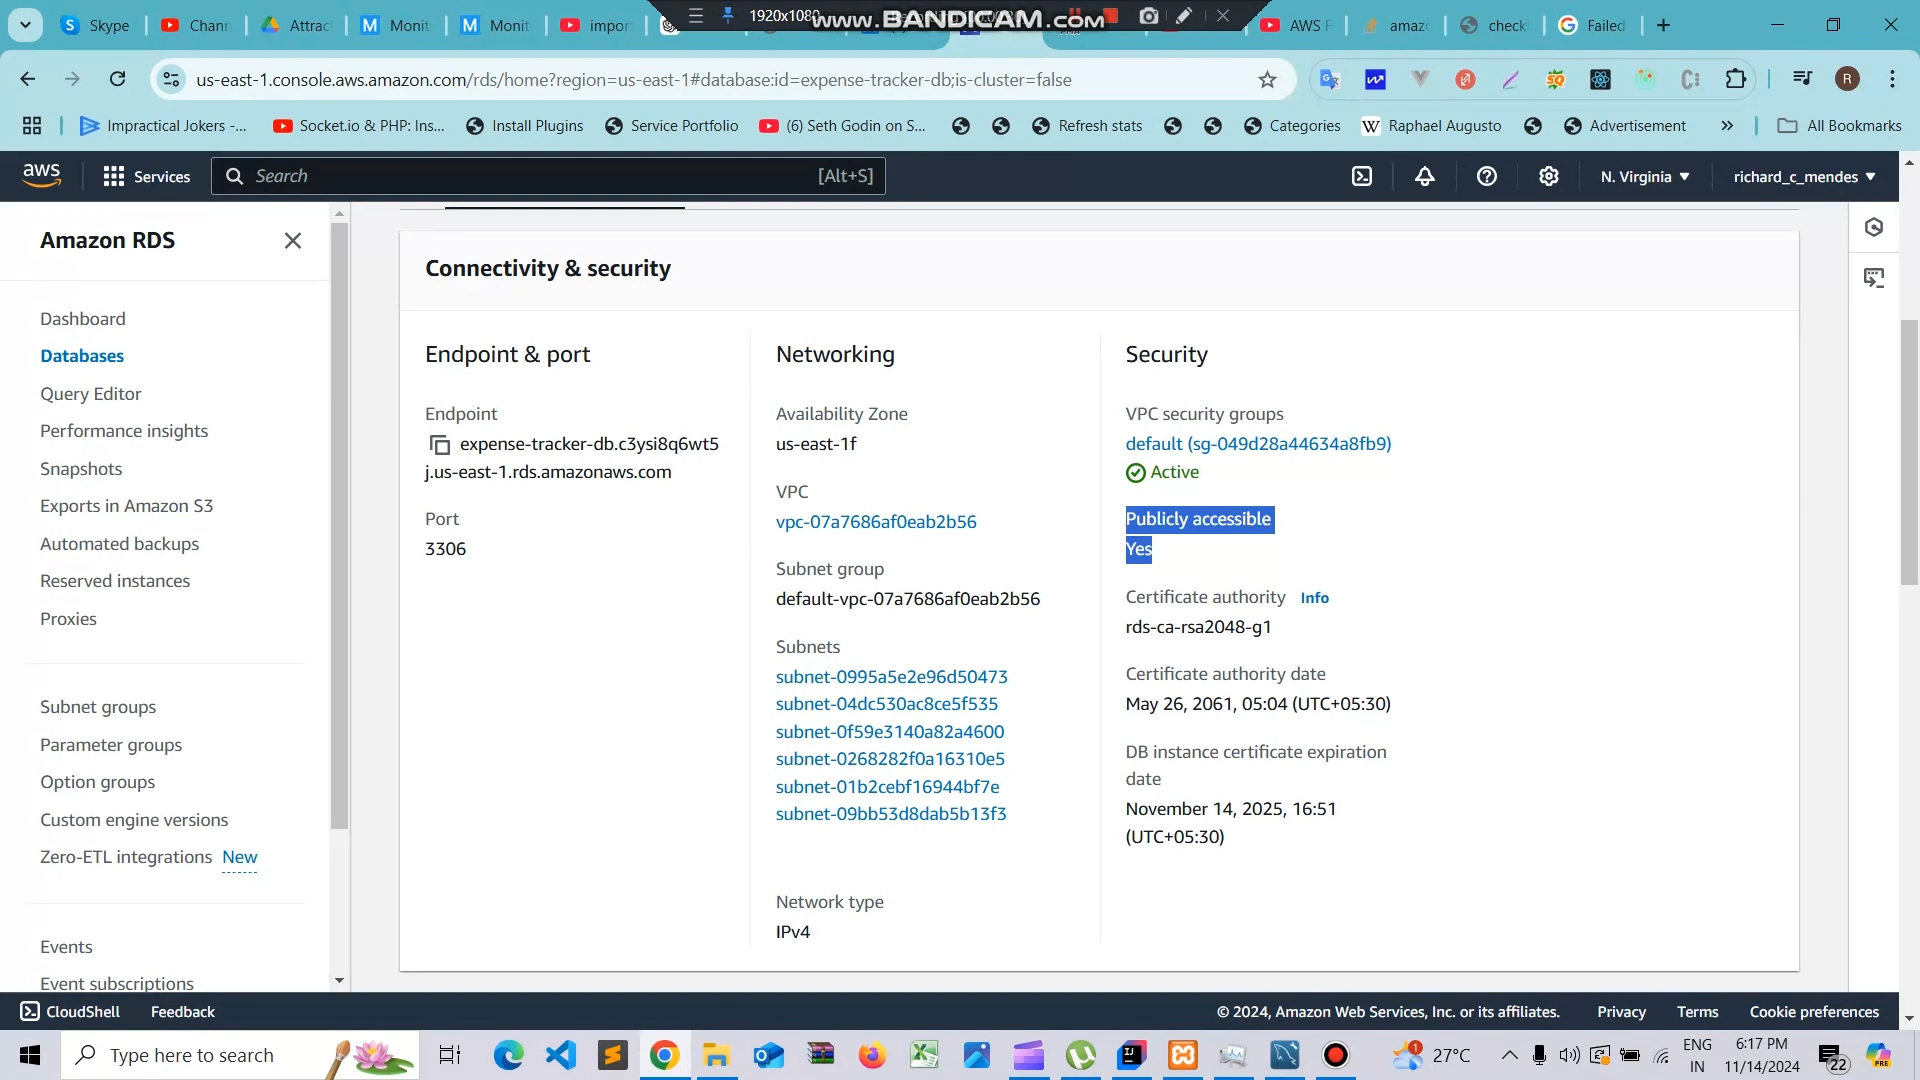 Skype
Chann
Attrac
Monit
Monit
impor
1920x1080
www.BANDICAM.com
AWS F
amaz
check
Failed
us-east-1.console.aws.amazon.com/rds/home?region=us-east-1#database:id=expense-tracker-db;is-cluster=false
R
Impractical Jokers -...
Socket.io & PHP: Ins...
Install Plugins
Service Portfolio
(6) Seth Godin on S...
Refresh stats
Categories
Raphael Augusto
Advertisement
All Bookmarks
aws
Services
Search
[Alt+S]
N. Virginia
richard_c_mendes
Amazon RDS
Dashboard
Databases
Query Editor
Performance insights
Snapshots
Exports in Amazon S3
Automated backups
Reserved instances
Proxies
Subnet groups
Parameter groups
Option groups
Custom engine versions
Zero-ETL integrations New
Events
Event subscriptions
Connectivity & security
Endpoint & port
Endpoint
expense-tracker-db.c3ysi8q6wt5
j.us-east-1.rds.amazonaws.com
Port
3306
Networking
Availability Zone
us-east-1f
VPC
vpc-07a7686af0eab2b56
Subnet group
default-vpc-07a7686af0eab2b56
Subnets
subnet-0995a5e2e96d50473
subnet-04dc530ac8ce5f535
subnet-0f59e3140a82a4600
subnet-0268282f0a16310e5
subnet-01b2cebf16944bf7e
subnet-09bb53d8dab5b13f3
Network type
IPv4
Security
VPC security groups
default (sg-049d28a44634a8fb9)
Active
Publicly accessible
Yes
Certificate authority Info
rds-ca-rsa2048-g1
Certificate authority date
May 26, 2061, 05:04 (UTC+05:30)
DB instance certificate expiration
date
November 14, 2025, 16:51
(UTC+05:30)
CloudShell
Feedback
© 2024, Amazon Web Services, Inc. or its affiliates.
Privacy
Terms
Cookie preferences
Type here to search
27°C
ENG
IN
6:17 PM
11/14/2024
22